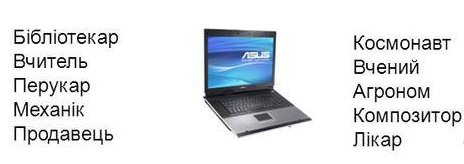 Бібліотекар
Вчитель
Перукар
Механік
Продавець
ASUS
Космонавт
Вчений
Агроном
Композитор
Лікар